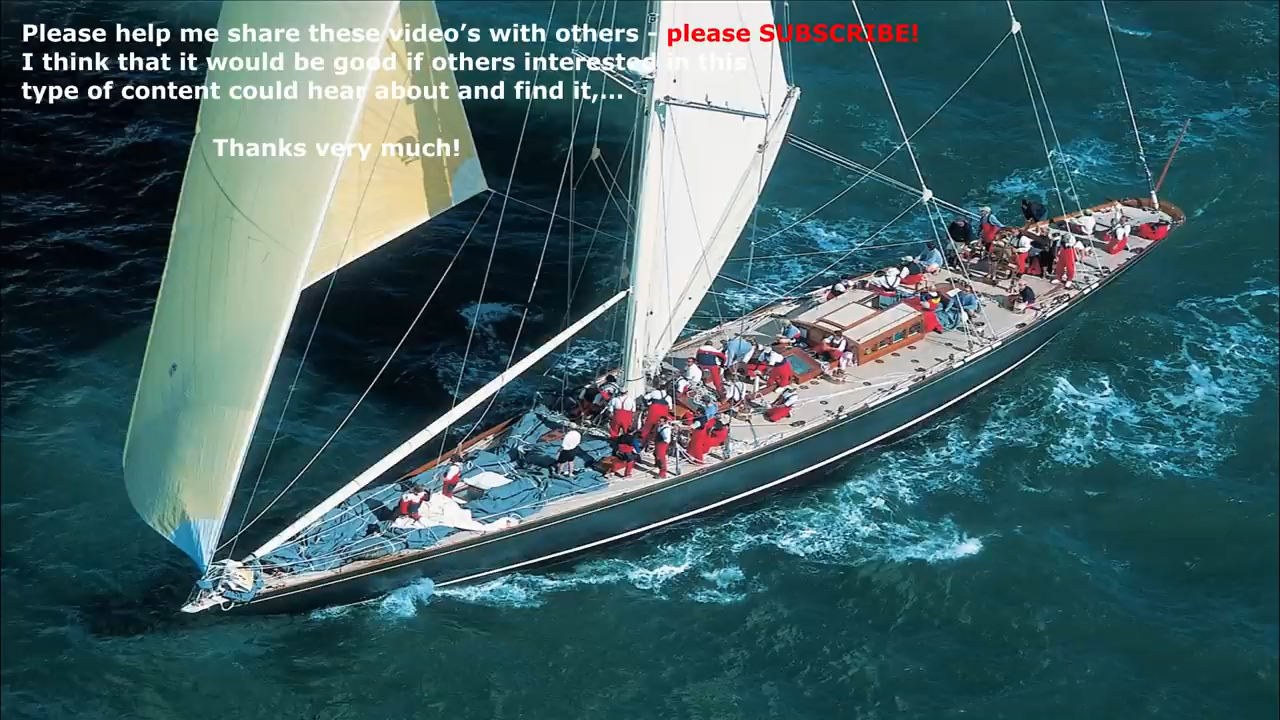 Please help me share these video’s with others - please SUBSCRIBE!
I think that it would be good if others interested in this
type of content could hear about and find it,...
Thanks very much!